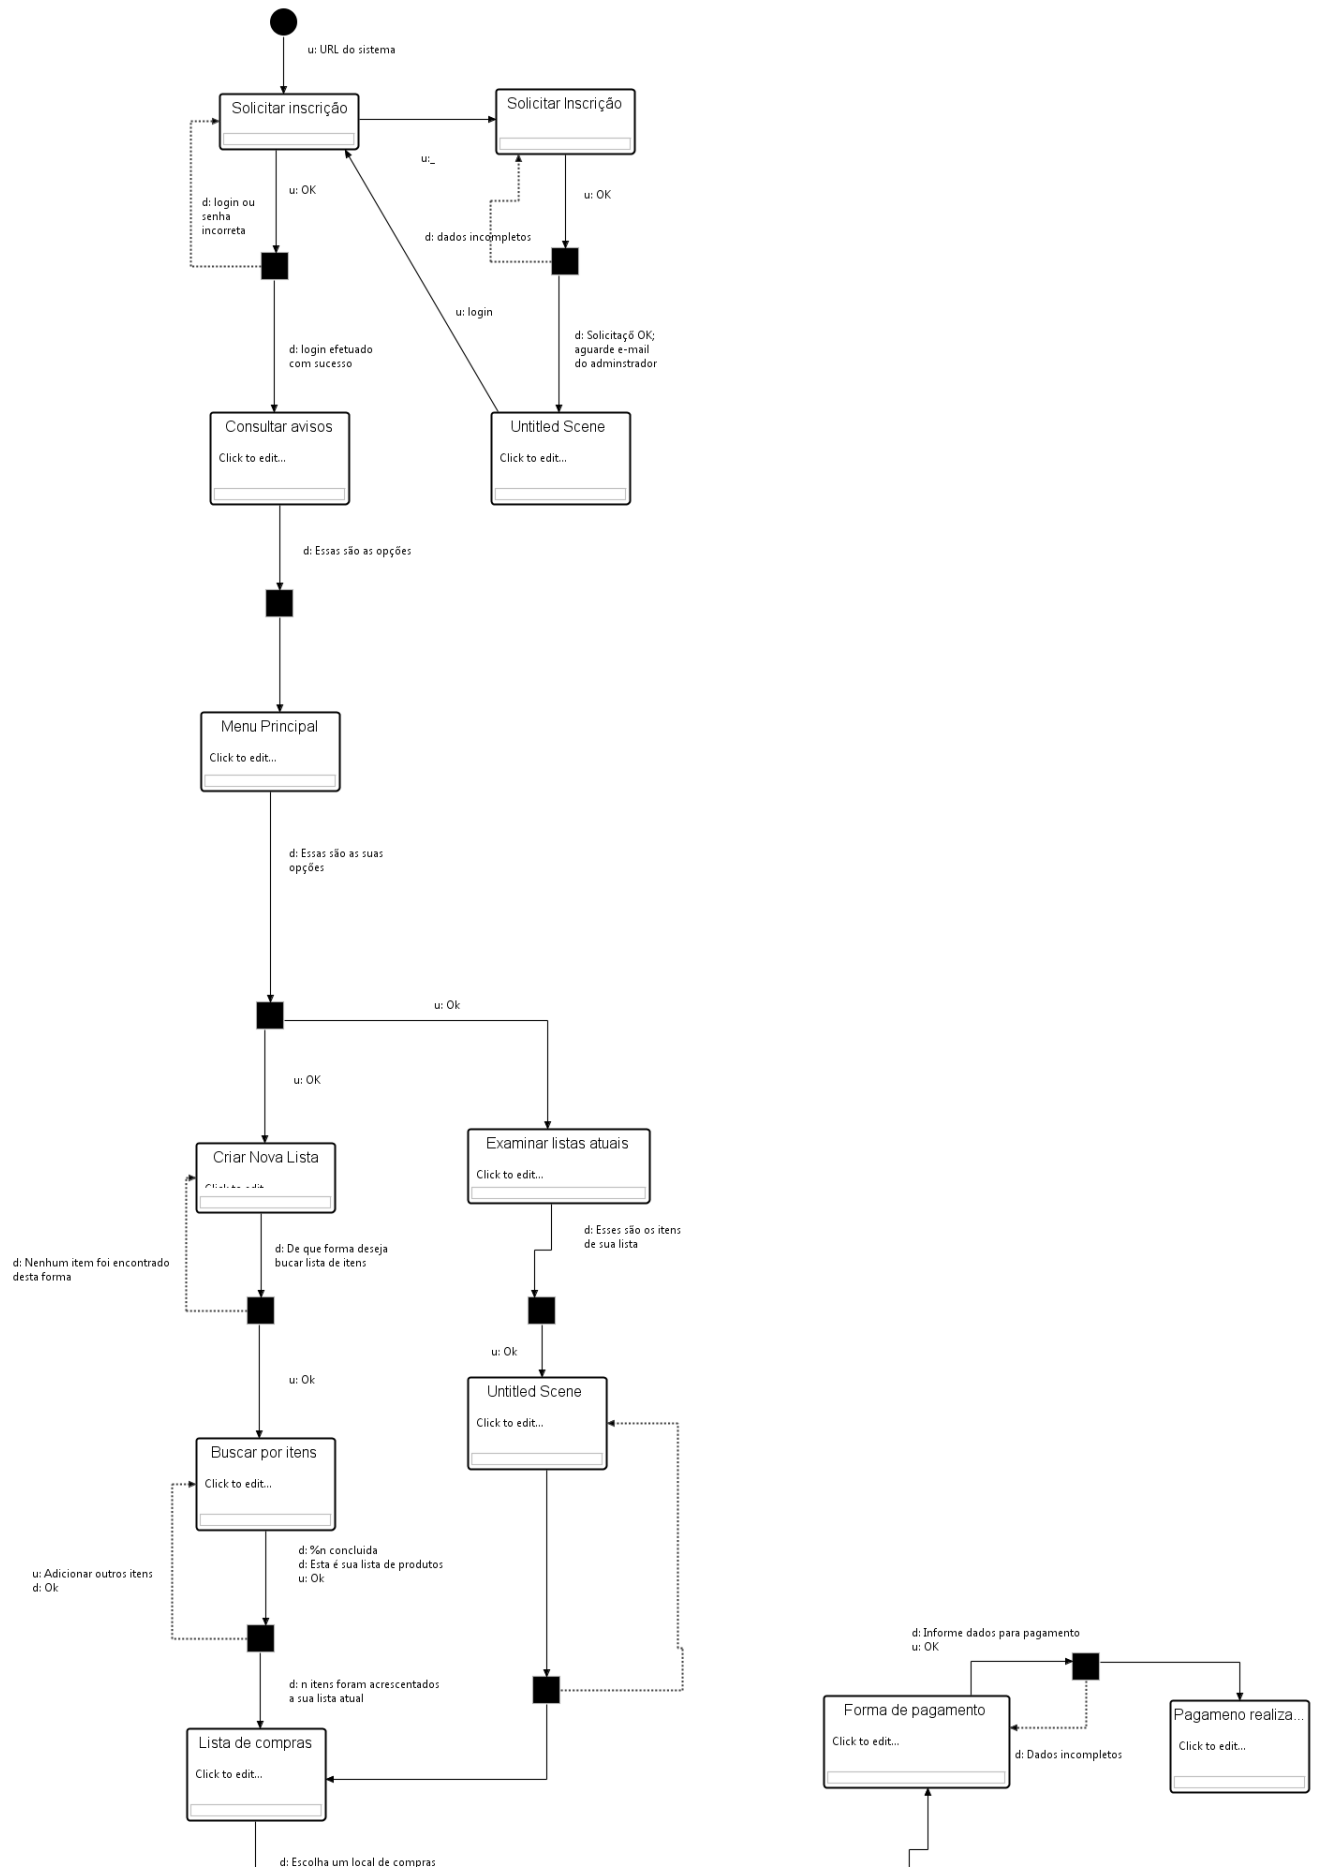 u: URL do sistema
Solicitar inscrição
Solicitar Inscrição
u:_
u: OK
u: OK
d: login ou
senha
incorreta
d: dados incompletos
u: login
d: login efetuado
com sucesso
d: Solicitaçõ OK;
aguarde e-mail
do adminstrador
Consultar avisos
Click to edit...
Untitled Scene
Click to edit...
d: Essas são as opções
Menu Principal
Click to edit...
d: Essas são as suas
opções
u: Ok
u: OK
Criar Nova Lista
Click to edit...
Examinar listas atuais
Click to edit...
d: Nenhum item foi encontrado
desta forma
d: De que forma deseja
bucar lista de itens
d: Esses são os itens
de sua lista
u: Ok
u: Ok
Untitled Scene
Click to edit...
Buscar por itens
Click to edit...
d: %n concluida
d: Esta é sua lista de produtos
u: Ok
u: Adicionar outros itens
d: Ok
d: n itens foram acrescentados
a sua lista atual
Lista de compras
Click to edit...
d: Escolha um local de compras
d: Informe dados para pagamento
u: OK
Forma de pagamento
Click to edit...
Pagameno realiza...
Click to edit...
d: Dados incompletos